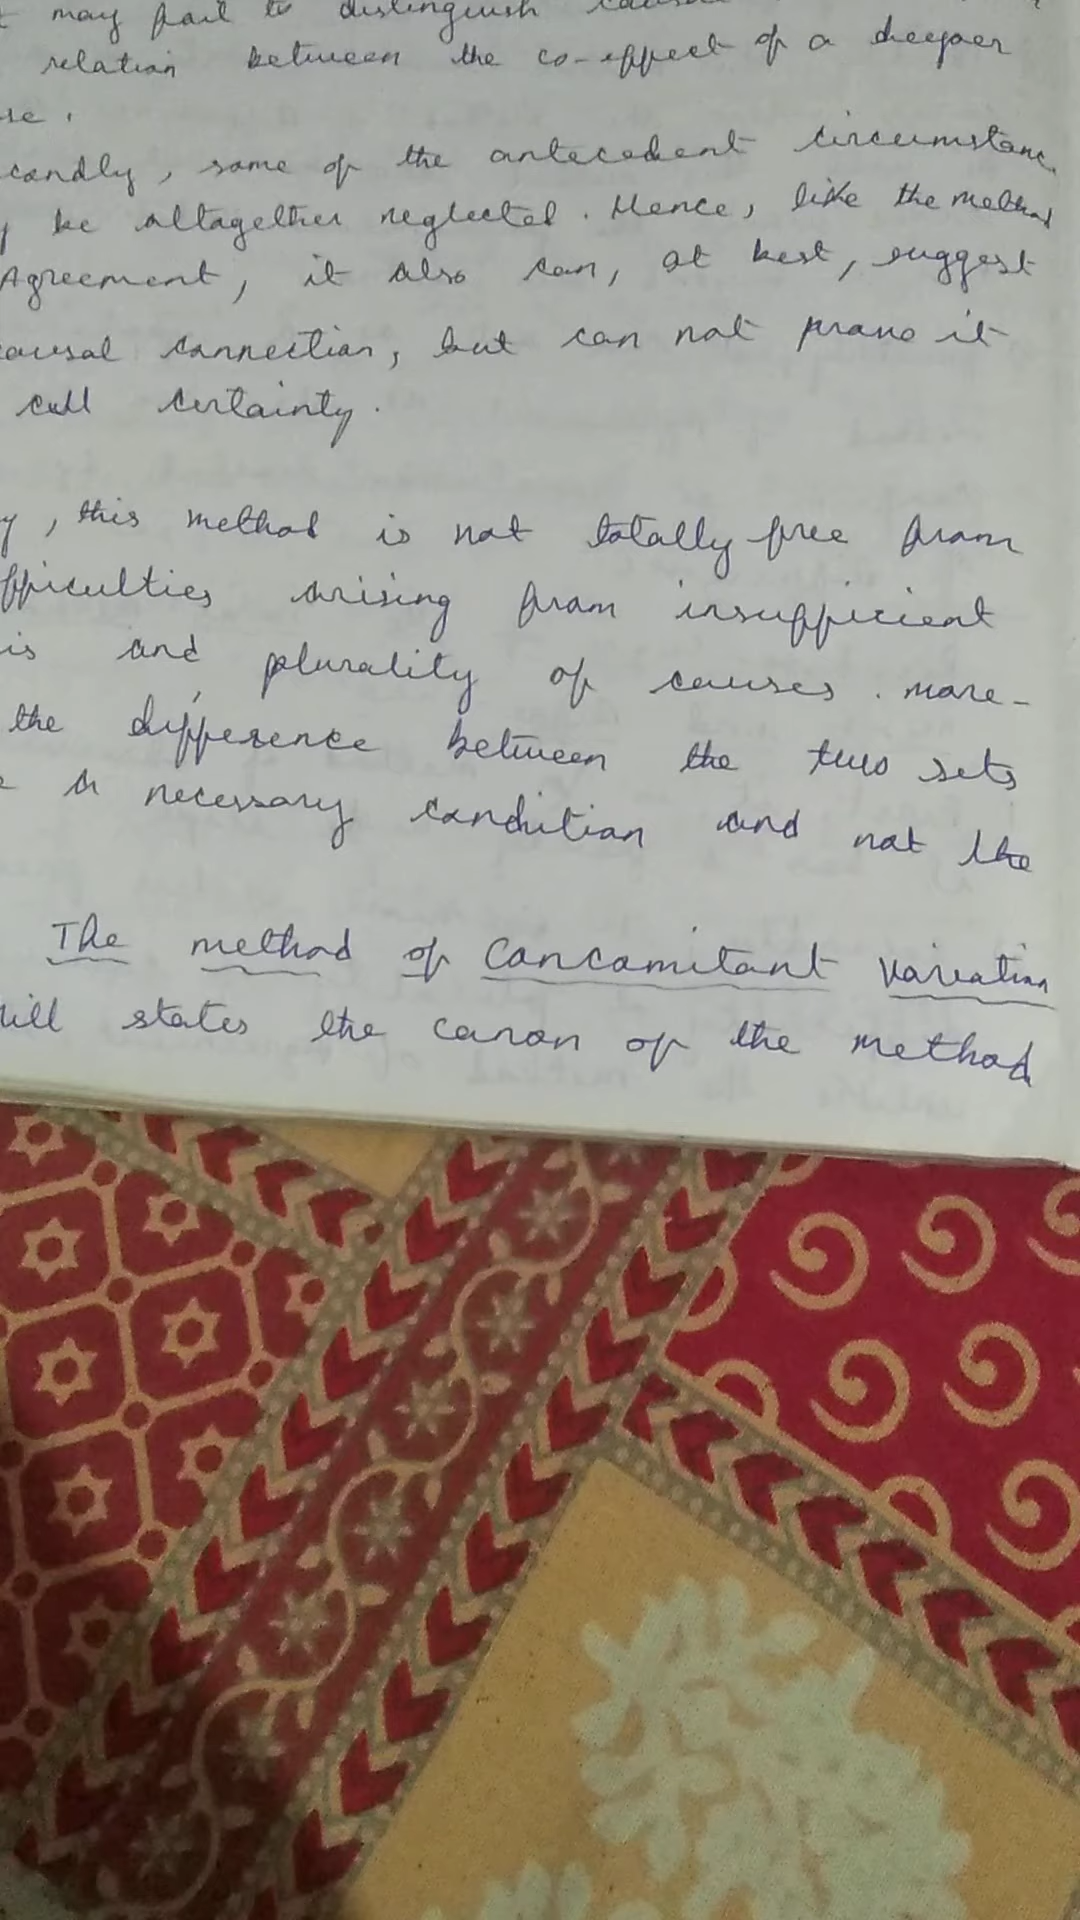 may fail to distinguish
relation between the co-effect of a deeper
se.
condly, some of the antecedent circumstanc
y be altogether neglected. Hence, like the method
Agreement, it also can, at best, suggest
causal connection, but can not prove it
certainty.
y, this method is not totally free from
fficulties arising from insufficient
is and plurality of causes. more-
the difference between the two sets
a necessary condition and not the
The method of Concomitant Variation
ill states the canon of the method